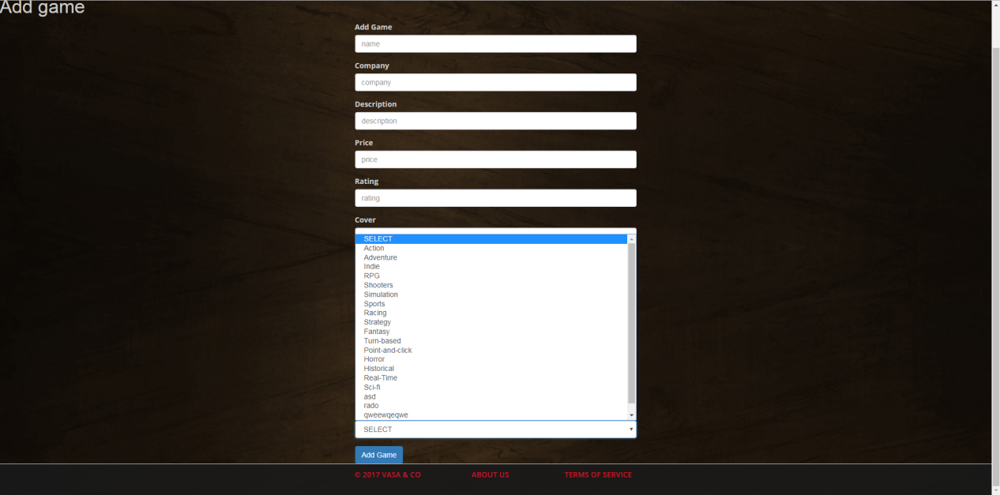 Add game
Add Game
name
Company
company
Description
description
Price
price
Rating
rating
Cover
SELECT
Action
Adventure
Indie
RPG
Shooters
Simulation
Sports
Racing
Strategy
Fantasy
Turn-based
Point-and-click
Horror
Historical
Real-Time
Sci-fi
asd
rado
qweewqeqwe
SELECT
Add Game
© 2017 VASA & CO ABOUT US TERMS OF SERVICE